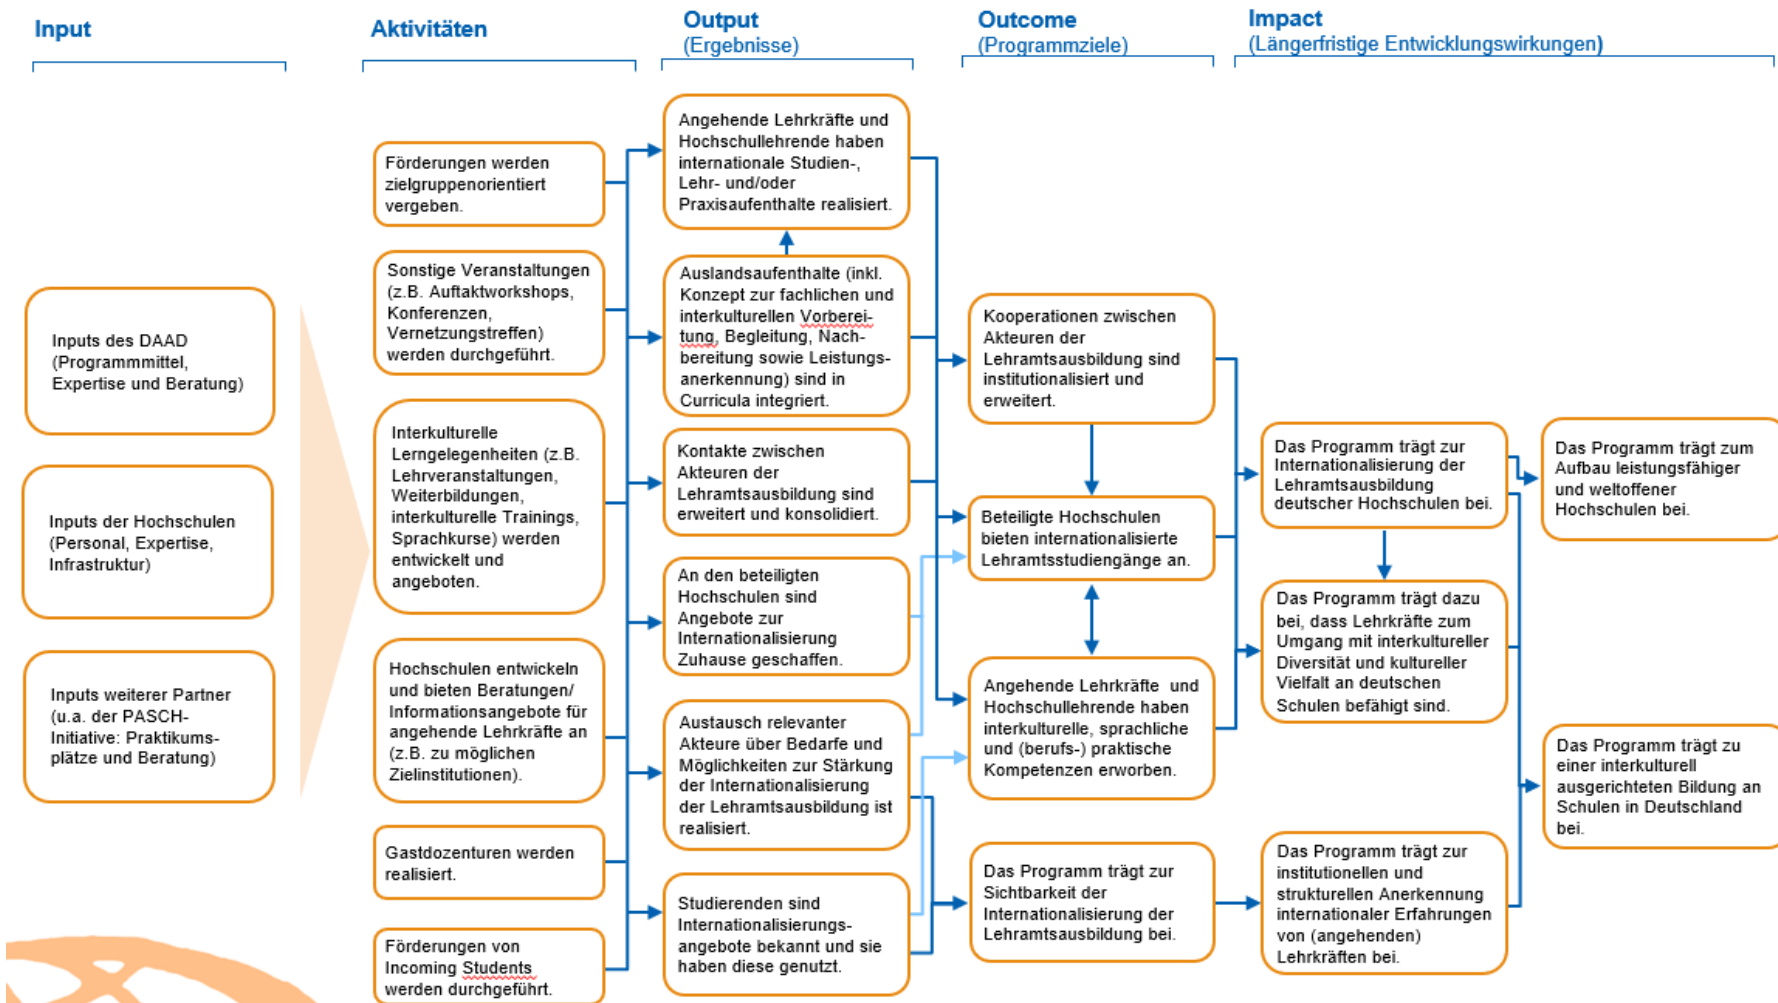 Input
Aktivitäten
Output
(Ergebnisse)
Outcome
(Programmziele)
Impact
(Längerfristige Entwicklungswirkungen)
Inputs des DAAD
(Programmmittel,
Expertise und Beratung)
Inputs der Hochschulen
(Personal, Expertise,
Infrastruktur)
Inputs weiterer Partner
(u.a. der PASCH-
Initiative: Praktikums-
plätze und Beratung)
Förderungen werden
zielgruppenorientiert
vergeben.
Sonstige Veranstaltungen
(z.B. Auftaktworkshops,
Konferenzen,
Vernetzungstreffen)
werden durchgeführt.
Interkulturelle
Lerngelegenheiten (z.B.
Lehrveranstaltungen,
Weiterbildungen,
interkulturelle Trainings,
Sprachkurse) werden
entwickelt und
angeboten.
Hochschulen entwickeln
und bieten Beratungen/
Informationsangebote für
angehende Lehrkräfte an
(z.B. zu möglichen
Zielinstitutionen).
Gastdozenturen werden
realisiert.
Förderungen von
Incoming Students
werden durchgeführt.
Angehende Lehrkräfte und
Hochschullehrende haben
internationale Studien-,
Lehr- und/oder
Praxisaufenthalte realisiert.
Auslandsaufenthalte (inkl.
Konzept zur fachlichen und
interkulturellen Vorberei-
tung, Begleitung, Nach-
bereitung sowie Leistungs-
anerkennung) sind in
Curricula integriert.
Kontakte zwischen
Akteuren der
Lehramtsausbildung sind
erweitert und konsolidiert.
An den beteiligten
Hochschulen sind
Angebote zur
Internationalisierung
Zuhause geschaffen.
Austausch relevanter
Akteure über Bedarfe und
Möglichkeiten zur Stärkung
der Internationalisierung
der Lehramtsausbildung ist
realisiert.
Studierenden sind
Internationalisierungs-
angebote bekannt und sie
haben diese genutzt.
Kooperationen zwischen
Akteuren der
Lehramtsausbildung sind
institutionalisiert und
erweitert.
Beteiligte Hochschulen
bieten internationalisierte
Lehramtsstudiengänge an.
Angehende Lehrkräfte und
Hochschullehrende haben
interkulturelle, sprachliche
und (berufs-) praktische
Kompetenzen erworben.
Das Programm trägt zur
Sichtbarkeit der
Internationalisierung der
Lehramtsausbildung bei.
Das Programm trägt zur
Internationalisierung der
Lehramtsausbildung
deutscher Hochschulen bei.
Das Programm trägt dazu
bei, dass Lehrkräfte zum
Umgang mit interkultureller
Diversität und kultureller
Vielfalt an deutschen
Schulen befähigt sind.
Das Programm trägt zur
institutionellen und
strukturellen Anerkennung
internationaler Erfahrungen
von (angehenden)
Lehrkräften bei.
Das Programm trägt zum
Aufbau leistungsfähiger
und weltoffener
Hochschulen bei.
Das Programm trägt zu
einer interkulturell
ausgerichteten Bildung an
Schulen in Deutschland
bei.